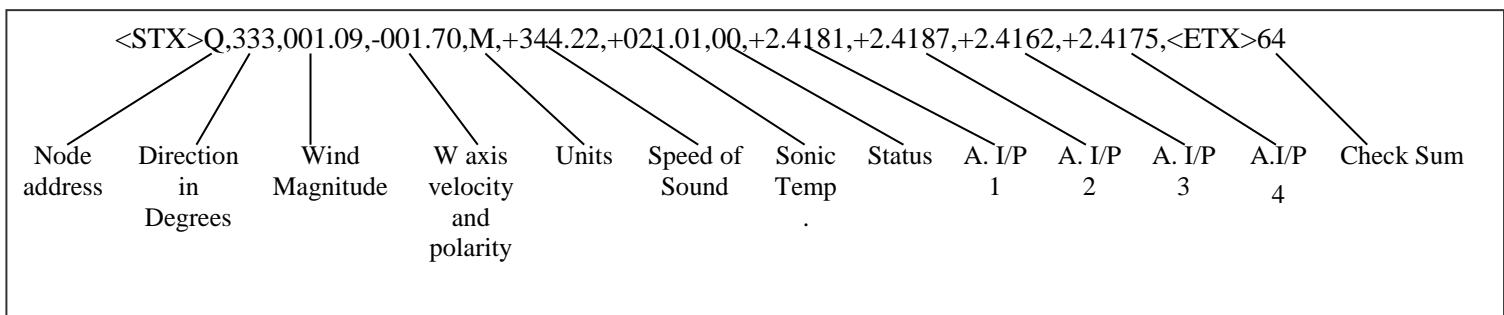 <STX>Q,333,001.09,-001.70,M,+344.22,+021.01,00,+2.4181,+2.4187,+2.4162,+2.4175,<ETX>64
Node address
Direction in Degrees
Wind Magnitude
W axis velocity and polarity
Units
Speed of Sound
Sonic Temp .
Status
A. I/P 1
A. I/P 2
A. I/P 3
A.I/P 4
Check Sum